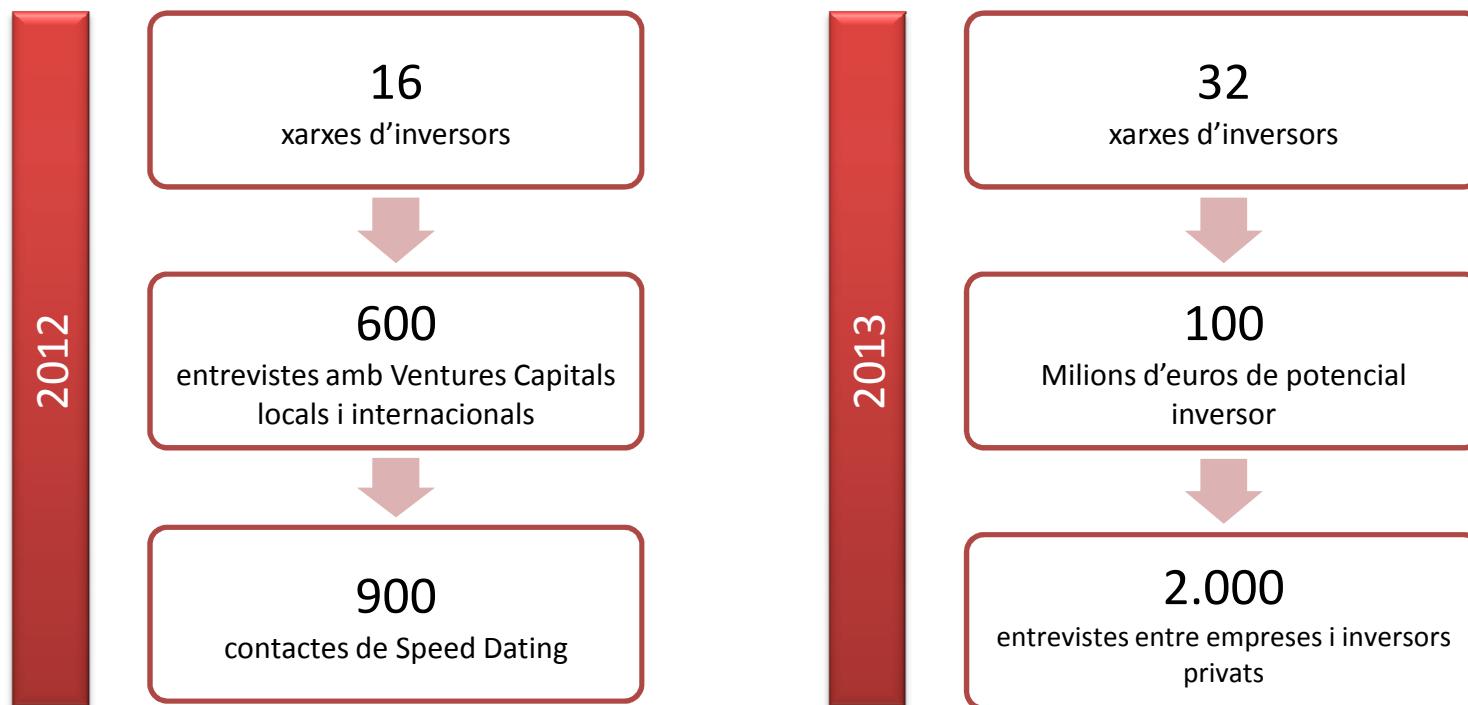 2012
16
xarxes d’inversors
600
entrevistes amb Ventures Capitals
locals i internacionals
900
contactes de Speed Dating
2013
32
xarxes d’inversors
100
Milions d’euros de potencial
inversor
2.000
entrevistes entre empreses i inversors
privats